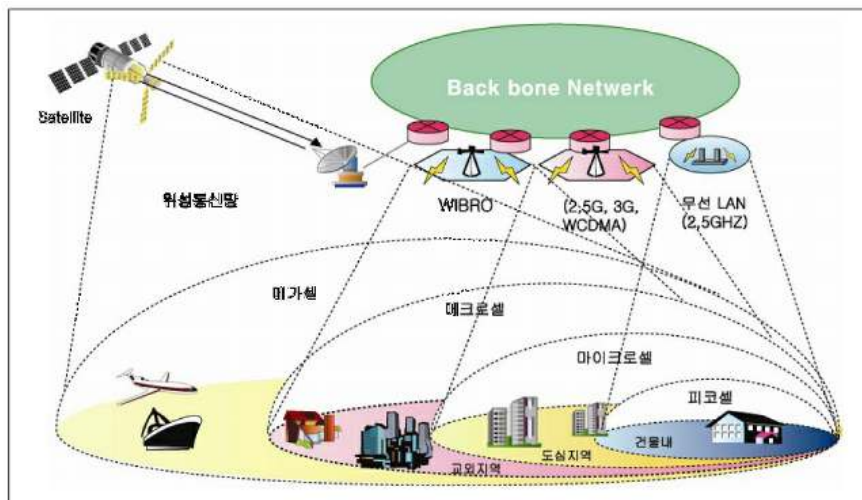 Back bone Netwerk
Satellite
위성통신망
WIBRO
(2.5G, 3G,
WCDMA)
무선 LAN
(2.5GHZ)
메가셀
매크로셀
마이크로셀
피코셀
건물내
도심지역
교외지역